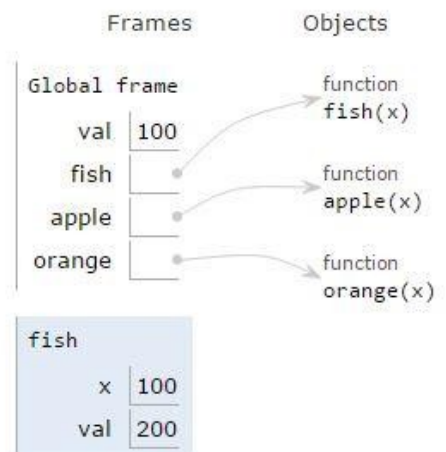 Frames Objects
Global frame
val 100
fish
apple
orange
function
fish(x)
function
apple(x)
function
orange(x)
fish
x 100
val 200